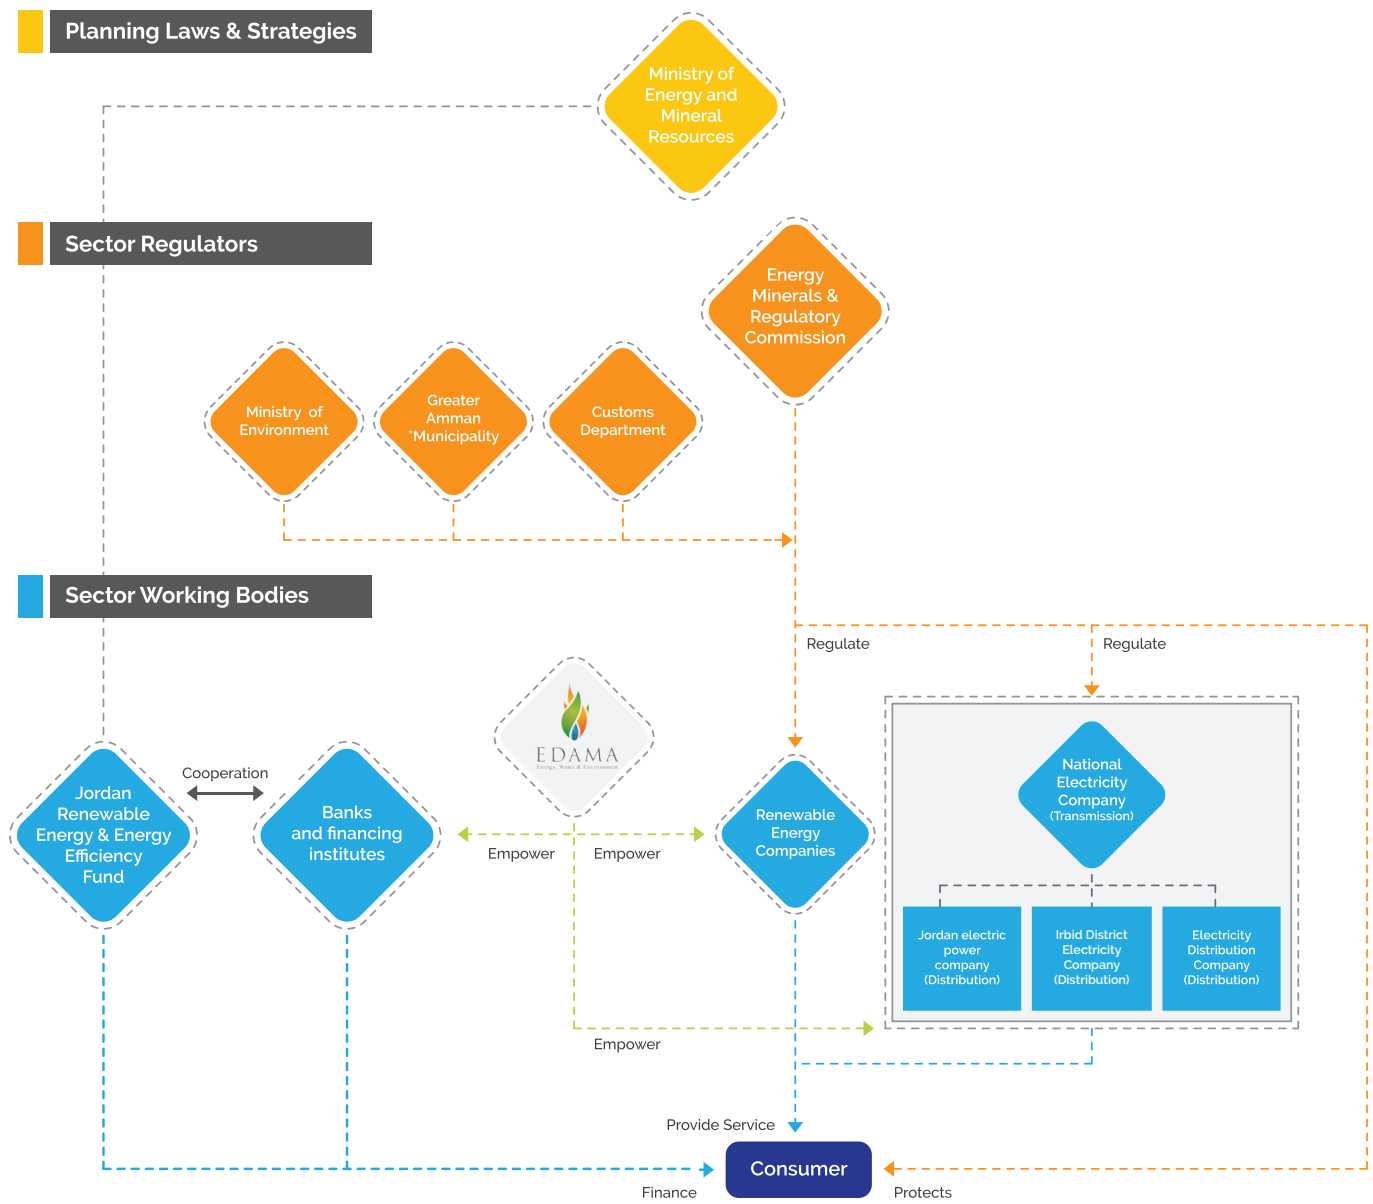 Planning Laws & Strategies
Ministry of
Energy and
Mineral
Resources
Sector Regulators
Energy
Minerals &
Regulatory
Commission
Ministry of
Environment
Greater
Amman
*Municipality
Customs
Department
Sector Working Bodies
Regulate
Regulate
EDAMA
Energy, Water & Environment
National
Electricity
Company
(Transmission)
Cooperation
Jordan
Renewable
Energy & Energy
Efficiency
Fund
Banks
and financing
institutes
Empower
Empower
Renewable
Energy
Companies
Jordan electric
power
company
(Distribution)
Irbid District
Electricity
Company
(Distribution)
Electricity
Distribution
Company
(Distribution)
Empower
Provide Service
Consumer
Finance
Protects